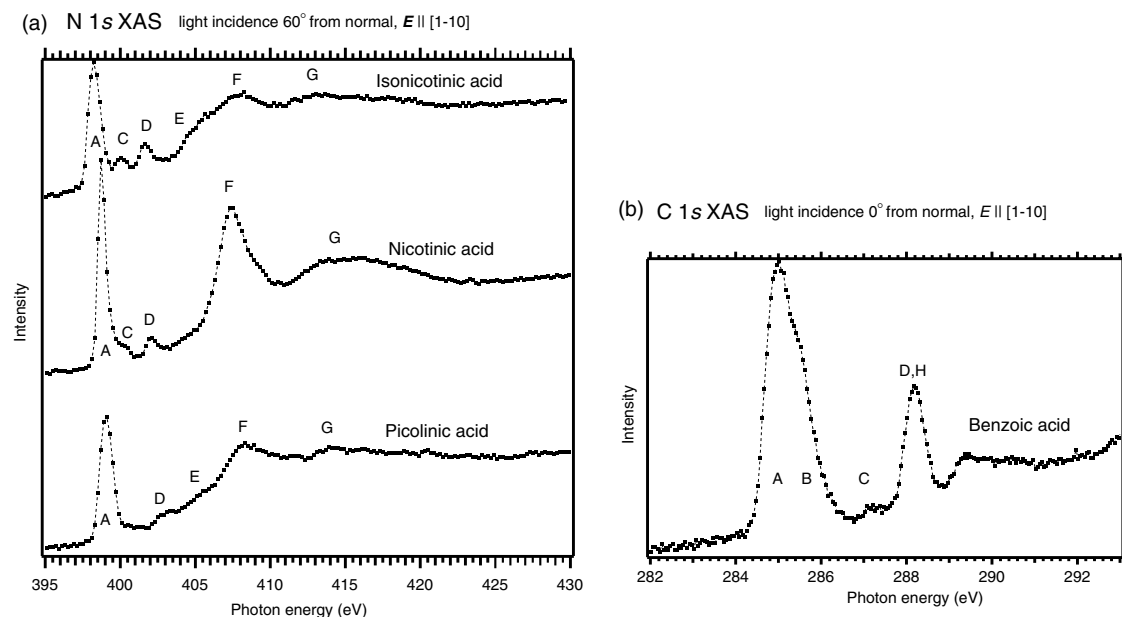 (a) N 1s XAS light incidence 60° from normal, E || [1-10]
Isonicotinic acid
A C D E F G
Nicotinic acid
A C D F G
Picolinic acid
A D E F G
Intensity
395 400 405 410 415 420 425 430
Photon energy (eV)
(b) C 1s XAS light incidence 0° from normal, E || [1-10]
D,H
Benzoic acid
A B C
Intensity
282 284 286 288 290 292
Photon energy (eV)